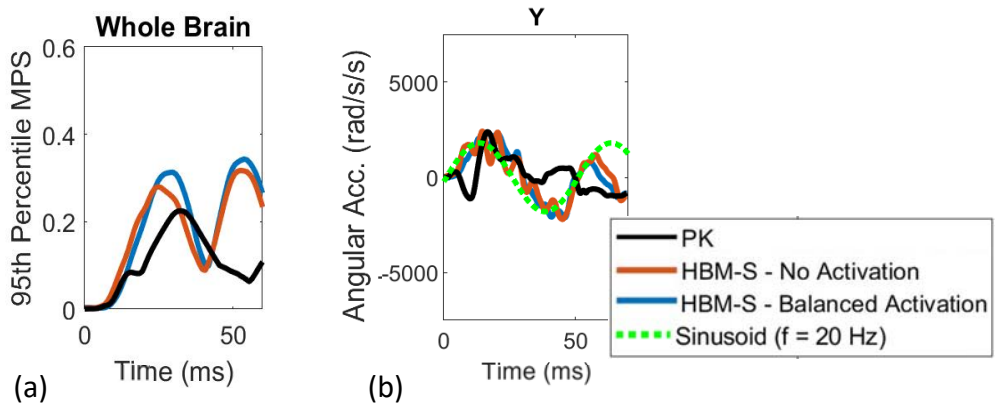 Whole Brain
95th Percentile MPS
0.6
0.4
0.2
0
0
50
Time (ms)
(a)
Y
Angular Acc. (rad/s/s)
5000
0
-5000
0
50
Time (ms)
(b)
PK
HBM-S - No Activation
HBM-S - Balanced Activation
Sinusoid (f = 20 Hz)